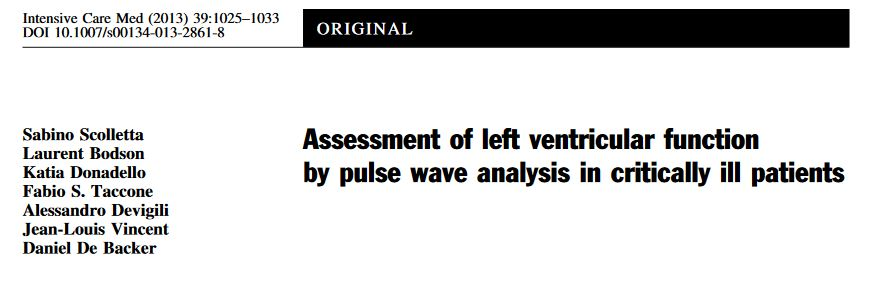 Intensive Care Med (2013) 39:1025–1033
DOI 10.1007/s00134-013-2861-8
ORIGINAL
Sabino Scolletta
Laurent Bodson
Katia Donadello
Fabio S. Taccone
Alessandro Devigili
Jean-Louis Vincent
Daniel De Backer
Assessment of left ventricular function
by pulse wave analysis in critically ill patients